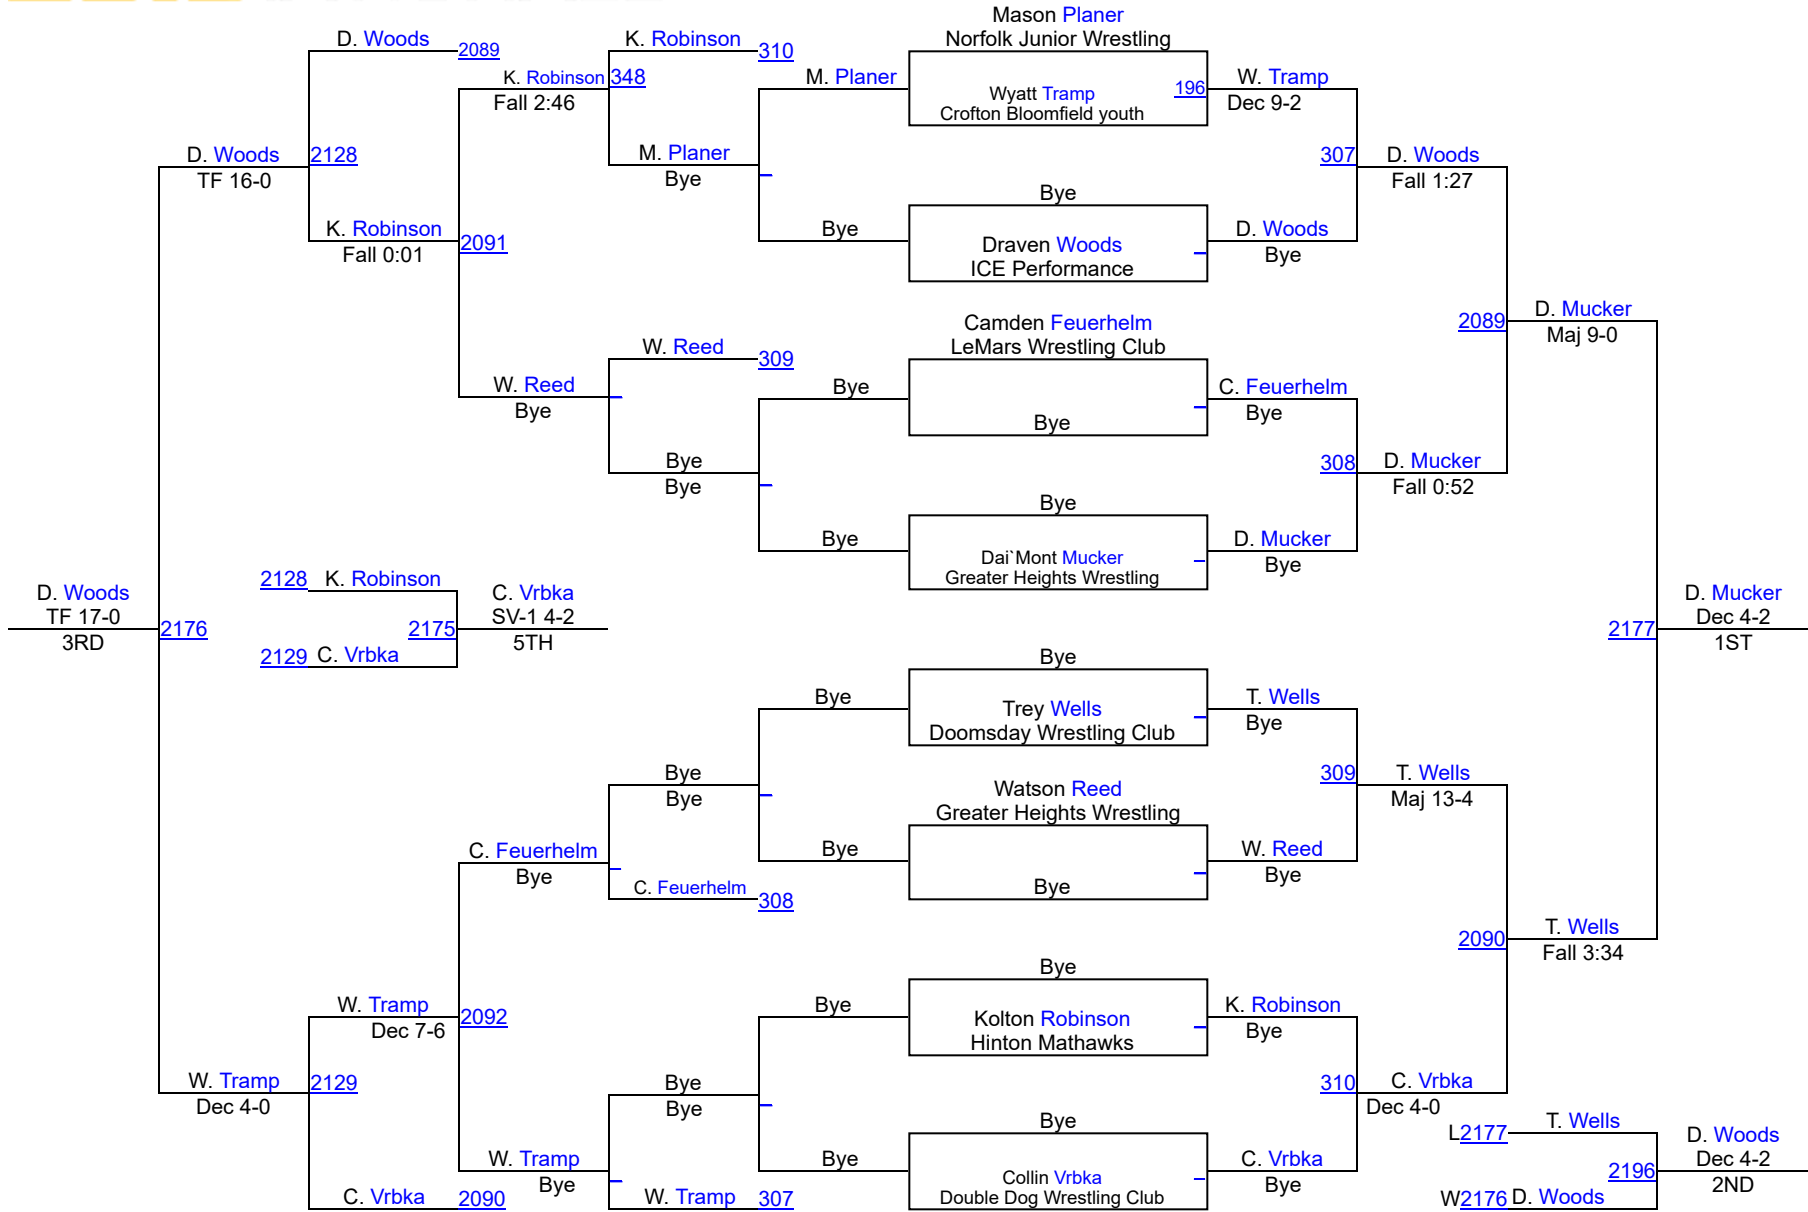 Mason Planer
Norfolk Junior Wrestling
D. Woods
2089
K. Robinson
310
K. Robinson 348
Fall 2:46
M. Planer
Wyatt Tramp
Crofton Bloomfield youth
196
W. Tramp
Dec 9-2
D. Woods
TF 16-0
2128
M. Planer
Bye
307
D. Woods
Fall 1:27
K. Robinson
Fall 0:01
2091
Bye
Bye
Draven Woods
ICE Performance
D. Woods
Bye
Camden Feuerhelm
LeMars Wrestling Club
2089
D. Mucker
Maj 9-0
W. Reed
309
W. Reed
Bye
Bye
Bye
C. Feuerhelm
Bye
Bye
Bye
308
D. Mucker
Fall 0:52
Bye
Bye
Dai`Mont Mucker
Greater Heights Wrestling
D. Mucker
Bye
D. Woods
TF 17-0
3RD
2176
2128 K. Robinson
2129 C. Vrbka
2175
C. Vrbka
SV-1 4-2
5TH
2177
D. Mucker
Dec 4-2
1ST
Bye
Bye
Trey Wells
Doomsday Wrestling Club
T. Wells
Bye
Bye
Bye
Watson Reed
Greater Heights Wrestling
309
T. Wells
Maj 13-4
C. Feuerhelm
Bye
C. Feuerhelm
308
Bye
Bye
W. Reed
Bye
2090
T. Wells
Fall 3:34
W. Tramp
Dec 7-6
2092
Bye
Bye
Kolton Robinson
Hinton Mathawks
K. Robinson
Bye
W. Tramp
Dec 4-0
2129
Bye
Bye
310
C. Vrbka
Dec 4-0
W. Tramp
Bye
Bye
Bye
Collin Vrbka
Double Dog Wrestling Club
C. Vrbka
Bye
C. Vrbka
2090
W. Tramp
307
L2177
T. Wells
W2176 D. Woods
2196
D. Woods
Dec 4-2
2ND